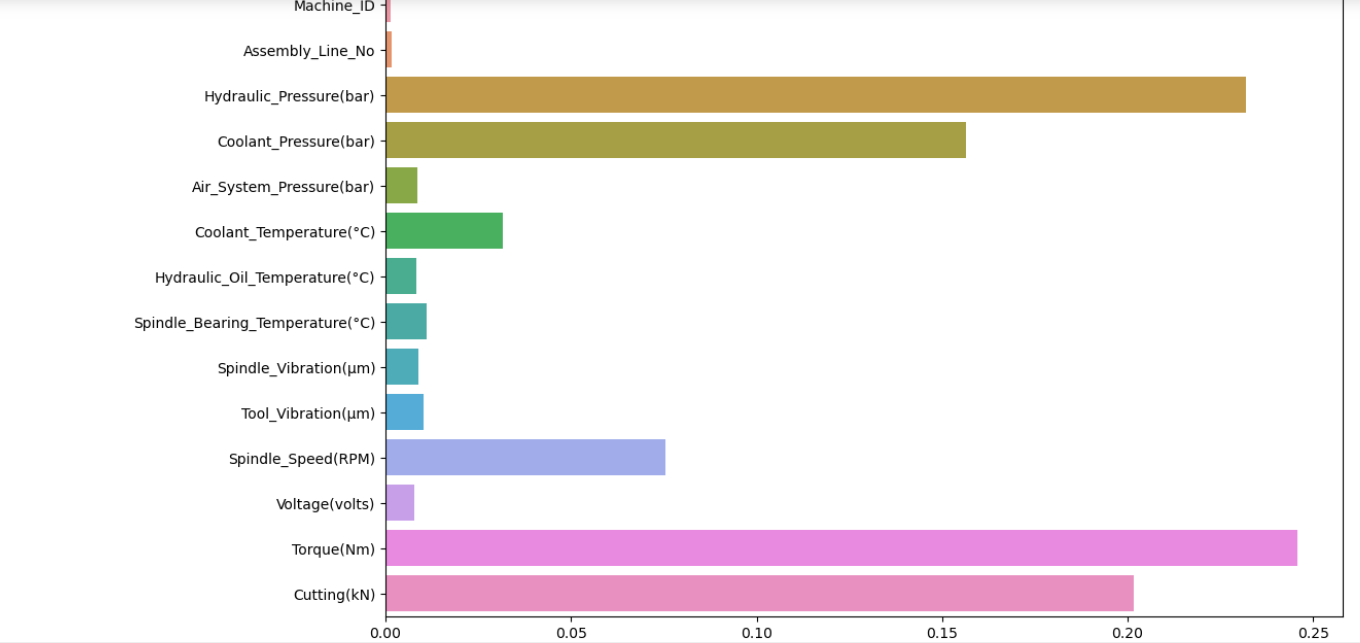 Machine_ID
Assembly_Line_No
Hydraulic_Pressure(bar)
Coolant_Pressure(bar)
Air_System_Pressure(bar)
Coolant_Temperature(°C)
Hydraulic_Oil_Temperature(°C)
Spindle_Bearing_Temperature(°C)
Spindle_Vibration(µm)
Tool_Vibration(µm)
Spindle_Speed(RPM)
Voltage(volts)
Torque(Nm)
Cutting(kN)
0.00 0.05 0.10 0.15 0.20 0.25